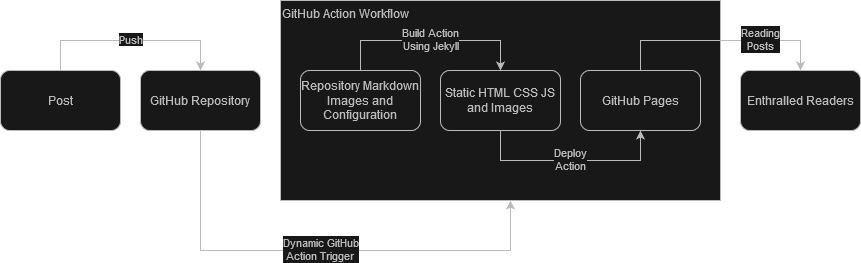 GitHub Action Workflow
Push
Build Action
Using Jekyll
Reading
Posts
Post
GitHub Repository
Repository Markdown
Images and
Configuration
Static HTML CSS JS
and Images
GitHub Pages
Enthralled Readers
Deploy
Action
Dynamic GitHub
Action Trigger